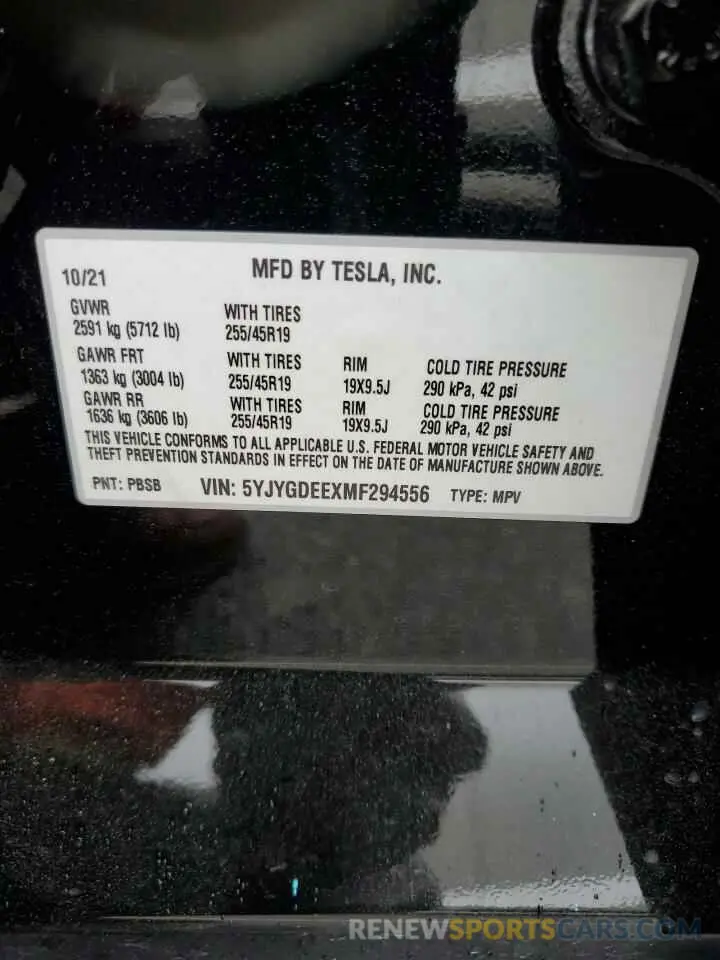 MFD BY TESLA, INC.
10/21
GVWR
2591 kg (5712 lb)
WITH TIRES
255/45R19
GAWR FRT
1363 kg (3004 lb)
WITH TIRES
255/45R19
RIM
19X9.5J
COLD TIRE PRESSURE
290 kPa, 42 psi
GAWR RR
1636 kg (3606 lb)
WITH TIRES
255/45R19
RIM
19X9.5J
COLD TIRE PRESSURE
290 kPa, 42 psi
THIS VEHICLE CONFORMS TO ALL APPLICABLE U.S. FEDERAL MOTOR VEHICLE SAFETY AND
THEFT PREVENTION STANDARDS IN EFFECT ON THE DATE OF MANUFACTURE SHOWN ABOVE.
PNT: PBSB VIN: 5YJYGDEEXMF294556 TYPE: MPV
RENEWSPORTSCARS.COM